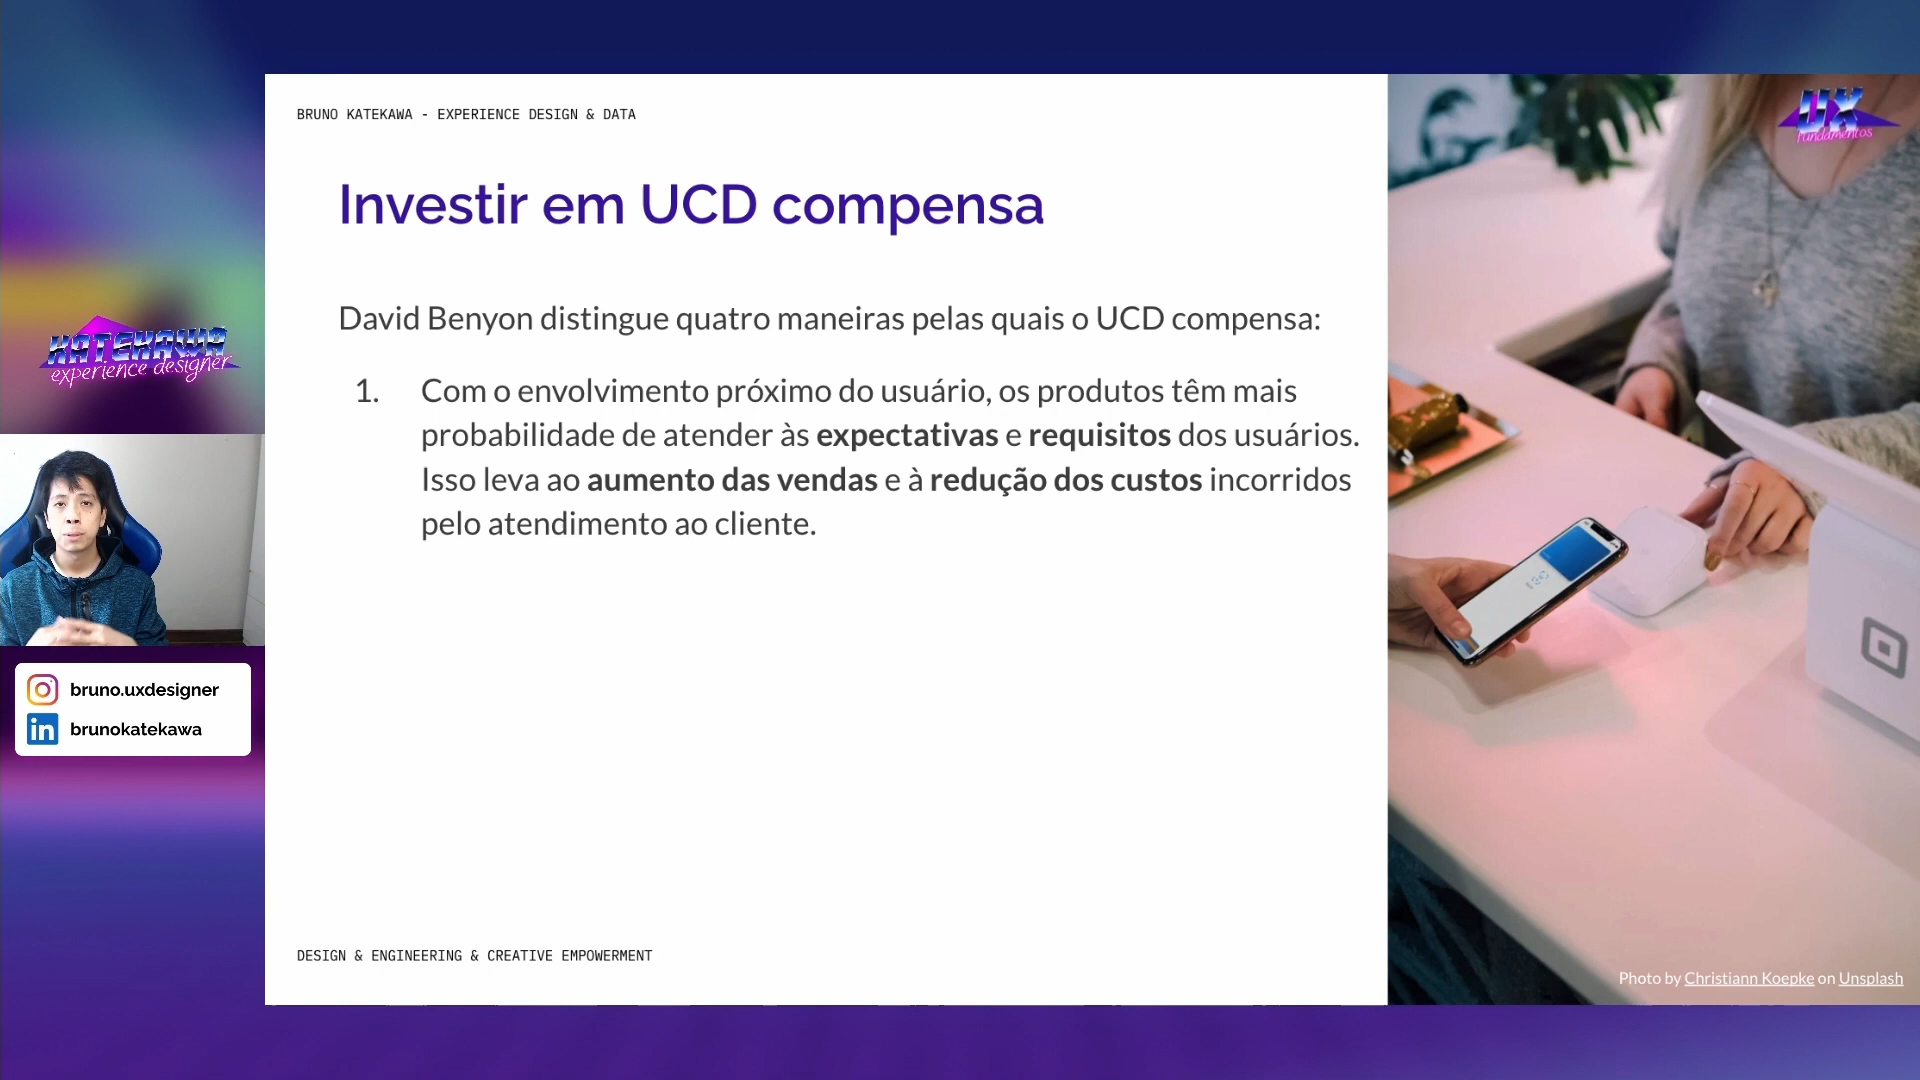 BRUNO KATEKAWA - EXPERIENCE DESIGN & DATA
UX
fundamentos
Investir em UCD compensa
David Benyon distingue quatro maneiras pelas quais o UCD compensa:
1. Com o envolvimento próximo do usuário, os produtos têm mais
probabilidade de atender às expectativas e requisitos dos usuários.
Isso leva ao aumento das vendas e à redução dos custos incorridos
pelo atendimento ao cliente.
KATEKAWA
experience designer
bruno.uxdesigner
in brunokatekawa
DESIGN & ENGINEERING & CREATIVE EMPOWERMENT
Photo by Christiann Koepke on Unsplash